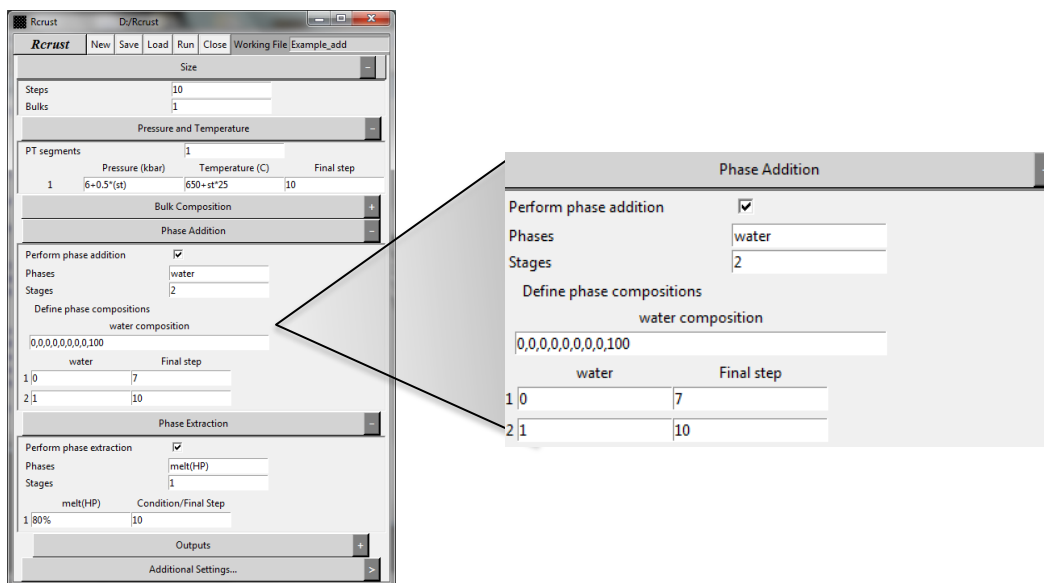 Rcrust D:/Rcrust
Rcrust New Save Load Run Close Working File Example_add
Size -
Steps 10
Bulks 1
Pressure and Temperature -
PT segments 1
Pressure (kbar) Temperature (C) Final step
1 6+0.5*(st) 650+st*25 10
Bulk Composition +
Phase Addition -
Perform phase addition
Phases water
Stages 2
Define phase compositions
water composition
0,0,0,0,0,0,0,0,100
water Final step
1 0 7
2 1 10
Phase Extraction -
Perform phase extraction
Phases melt(HP)
Stages 1
melt(HP) Condition/Final Step
1 80% 10
Outputs +
Additional Settings... >
Phase Addition
Perform phase addition
Phases water
Stages 2
Define phase compositions
water composition
0,0,0,0,0,0,0,0,100
water Final step
1 0 7
2 1 10